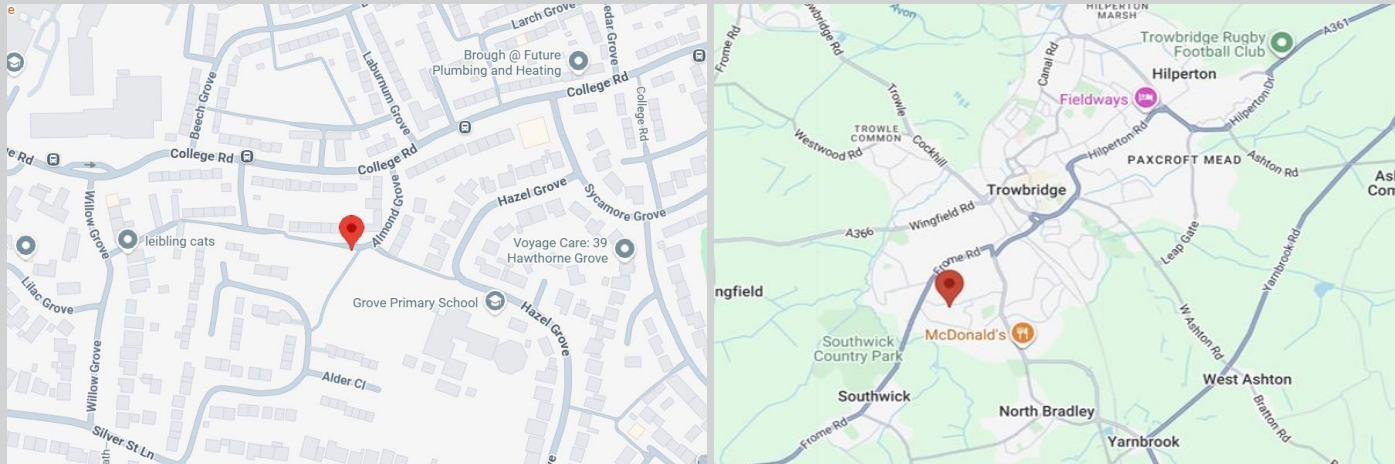 e
Larch Grove
Cedar Grove
Brough @ Future
Plumbing and Heating
Laburnum Grove
College Rd
Beech Grove
College Rd
College Rd
College Rd
Hazel Grove
Willow Grove
Almond Grove
Sycamore Grove
leibling cats
Voyage Care: 39
Hawthorne Grove
Lilac Grove
Grove Primary School
Hazel Grove
Willow Grove
Alder Cl
Silver St Ln
HILPERTON
MARSH
Avon
Frome Rd
Canal Rd
Trowbridge Rugby
Football Club
A361
Hilperton
Fieldways
Trowle
Hilperton Dr
TROWLE
COMMON
Westwood Rd
Cockhill
Hilperton Rd
PAXCROFT MEAD
Ashton Rd
Trowbridge
Wingfield Rd
A366
Leap Gate
Yarnbrook Rd
Frome Rd
ngfield
McDonald's
W Ashton Rd
Southwick
Country Park
West Ashton
Southwick
North Bradley
Bratton Rd
Frome Rd
Yarnbrook